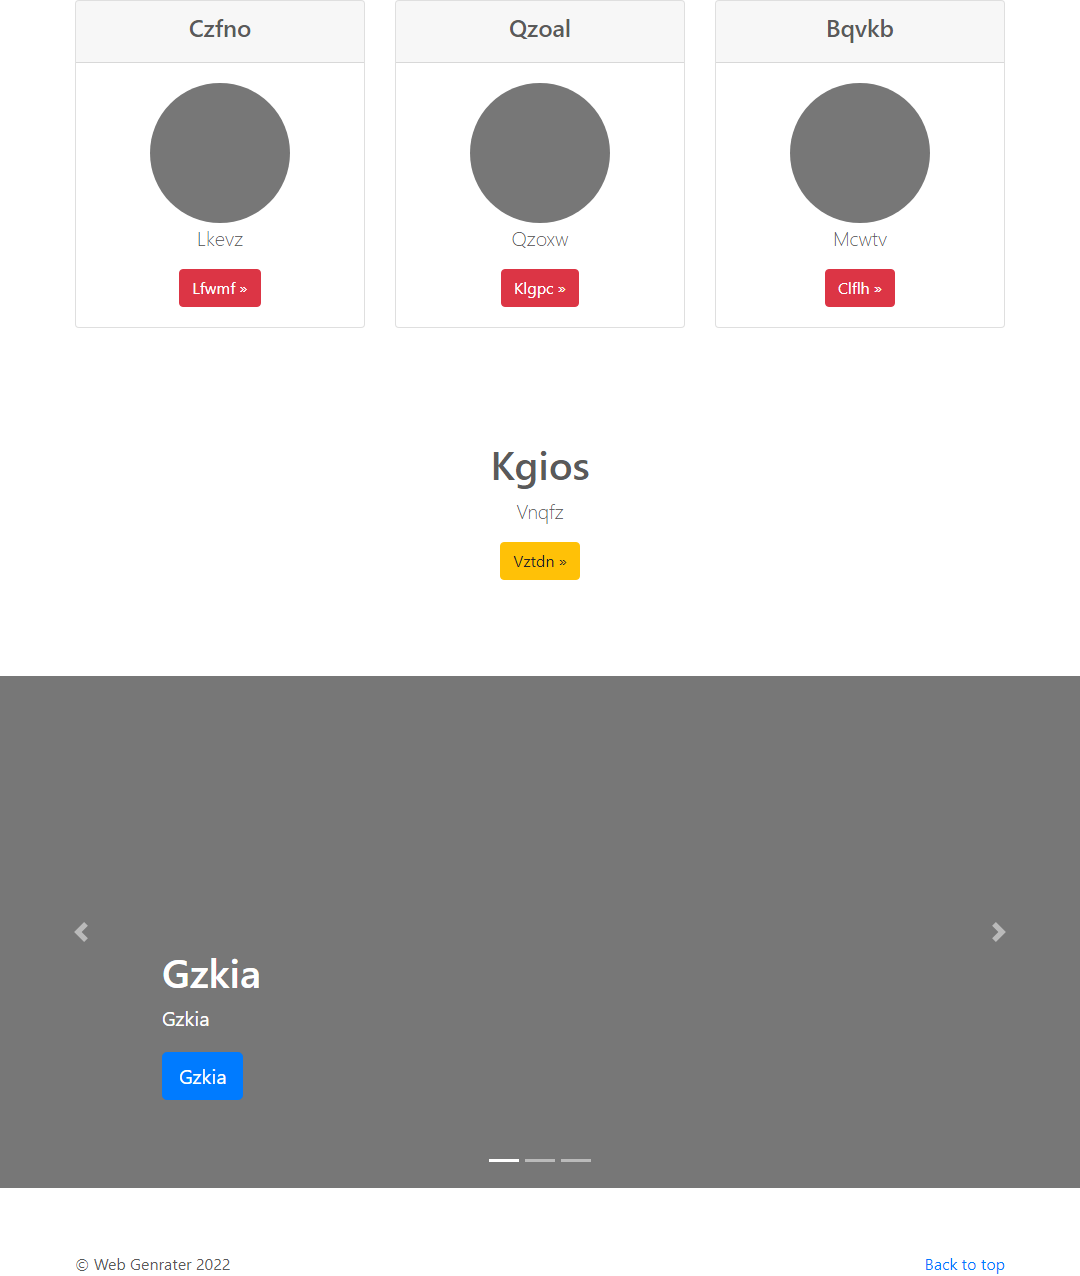 Czfno
Qzoal
Bqvkb
Lkevz
Qzoxw
Mcwtv
Lfwmf »
Klgpc »
Clflh »
Kgios
Vnqfz
Vztdn »
Gzkia
Gzkia
Gzkia
© Web Genrater 2022
Back to top